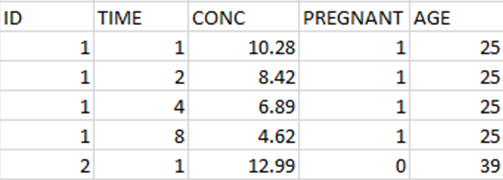 ID TIME CONC PREGNANT AGE
1 1 10.28 1 25
1 2 8.42 1 25
1 4 6.89 1 25
1 8 4.62 1 25
2 1 12.99 0 39